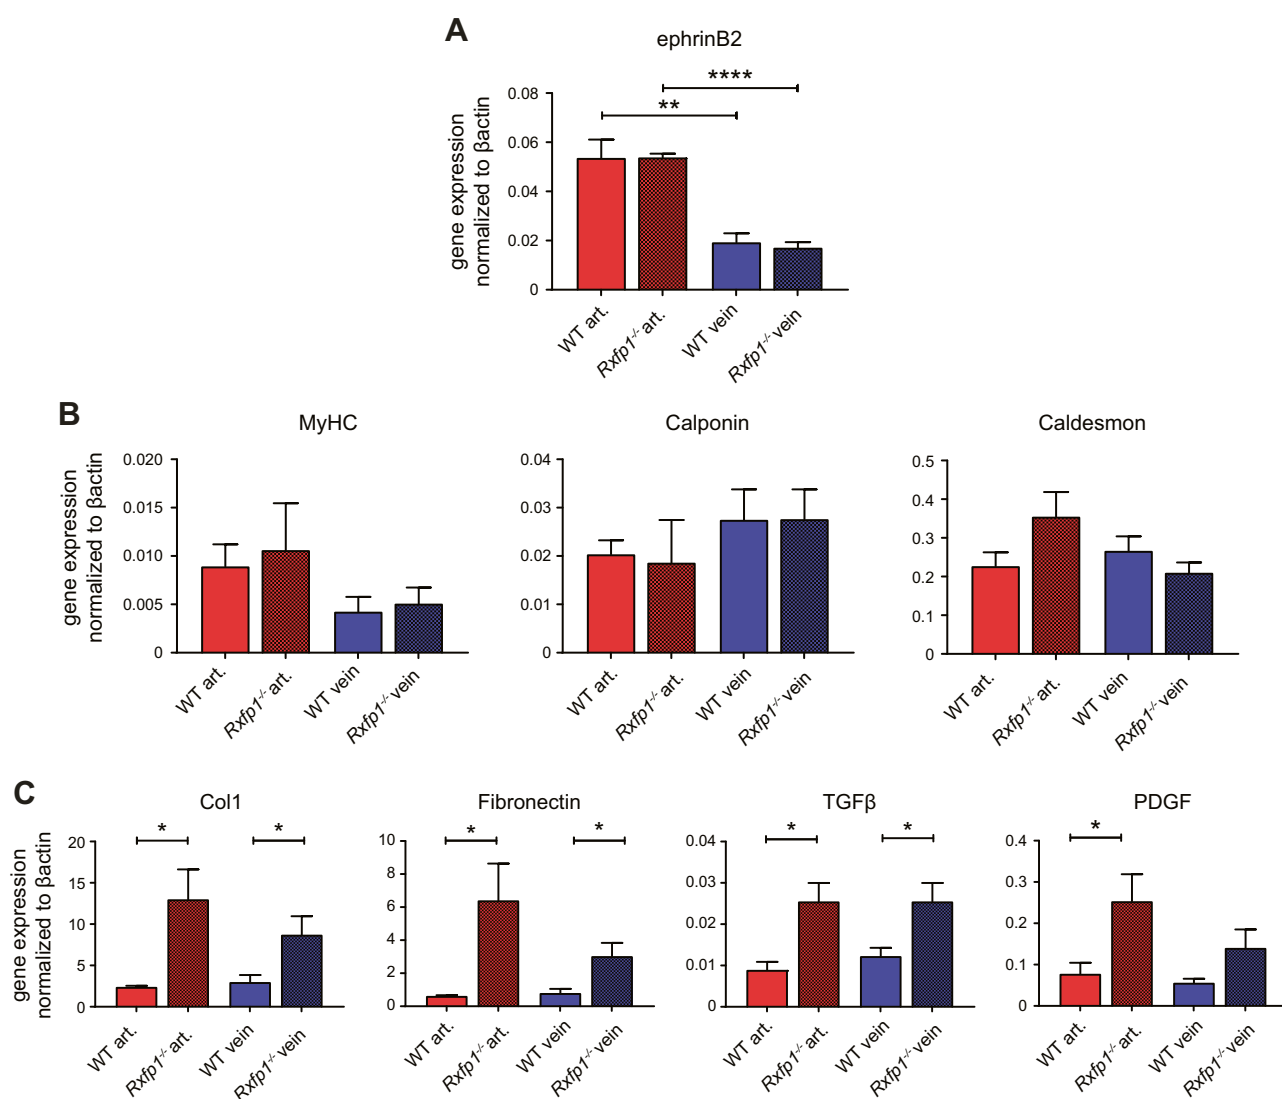 A
ephrinB2
****
**
gene expression
normalized to βactin
0.08
0.06
0.04
0.02
0
WT art.
Rxfp1-/- art.
WT vein
Rxfp1-/- vein
B
MyHC
gene expression
normalized to βactin
0.020
0.015
0.010
0.005
0
WT art.
Rxfp1-/- art.
WT vein
Rxfp1-/- vein
Calponin
0.04
0.03
0.02
0.01
0
WT art.
Rxfp1-/- art.
WT vein
Rxfp1-/- vein
Caldesmon
0.5
0.4
0.3
0.2
0.1
0
WT art.
Rxfp1-/- art.
WT vein
Rxfp1-/- vein
C
Col1
* *
gene expression
normalized to βactin
20
15
10
5
0
WT art.
Rxfp1-/- art.
WT vein
Rxfp1-/- vein
Fibronectin
* *
10
8
6
4
2
0
WT art.
Rxfp1-/- art.
WT vein
Rxfp1-/- vein
TGFβ
* *
0.04
0.03
0.02
0.01
0
WT art.
Rxfp1-/- art.
WT vein
Rxfp1-/- vein
PDGF
*
0.4
0.3
0.2
0.1
0
WT art.
Rxfp1-/- art.
WT vein
Rxfp1-/- vein